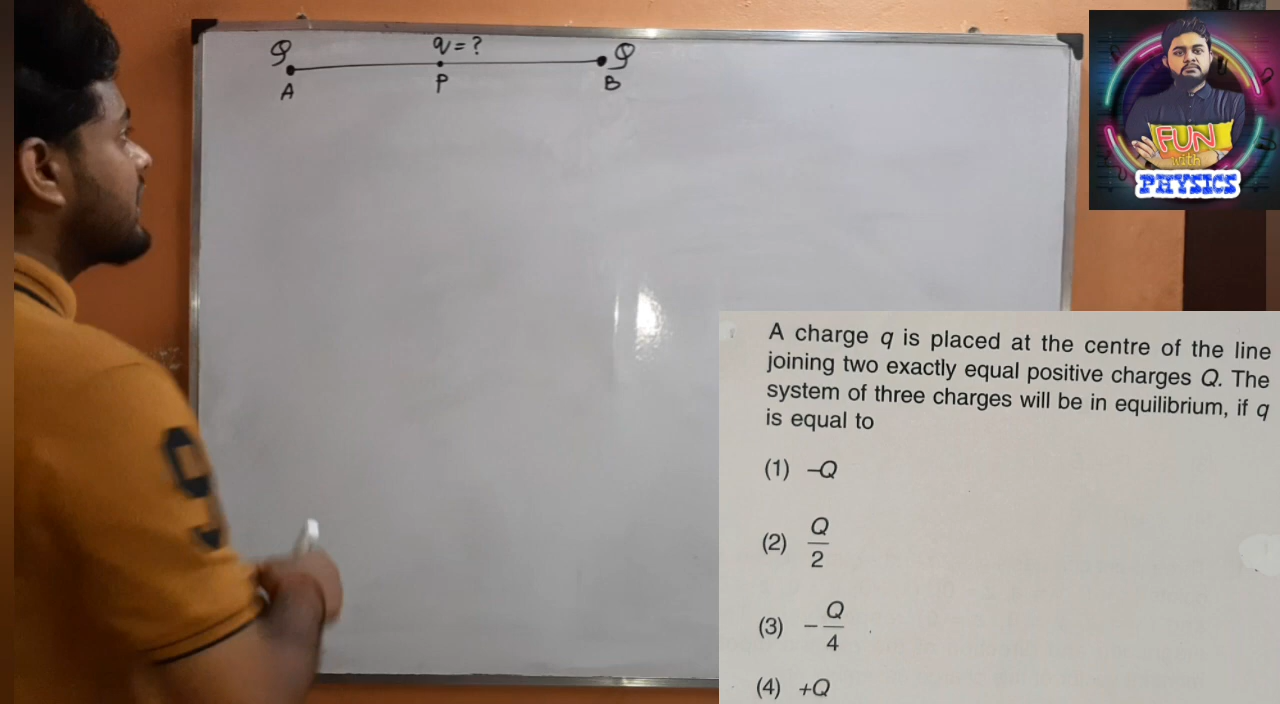 Q q = ? Q
A P B
FUN
with
PHYSICS
A charge q is placed at the centre of the line
joining two exactly equal positive charges Q. The
system of three charges will be in equilibrium, if q
is equal to
(1) –Q
(2) Q/2
(3) –Q/4
(4) +Q